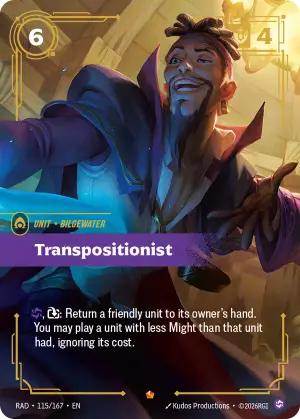 6
4
UNIT • BILGEWATER
Transpositionist
: Return a friendly unit to its owner's hand.
You may play a unit with less Might than that unit
had, ignoring its cost.
RAD • 115/167 • EN
Kudos Productions • ©2026RGI